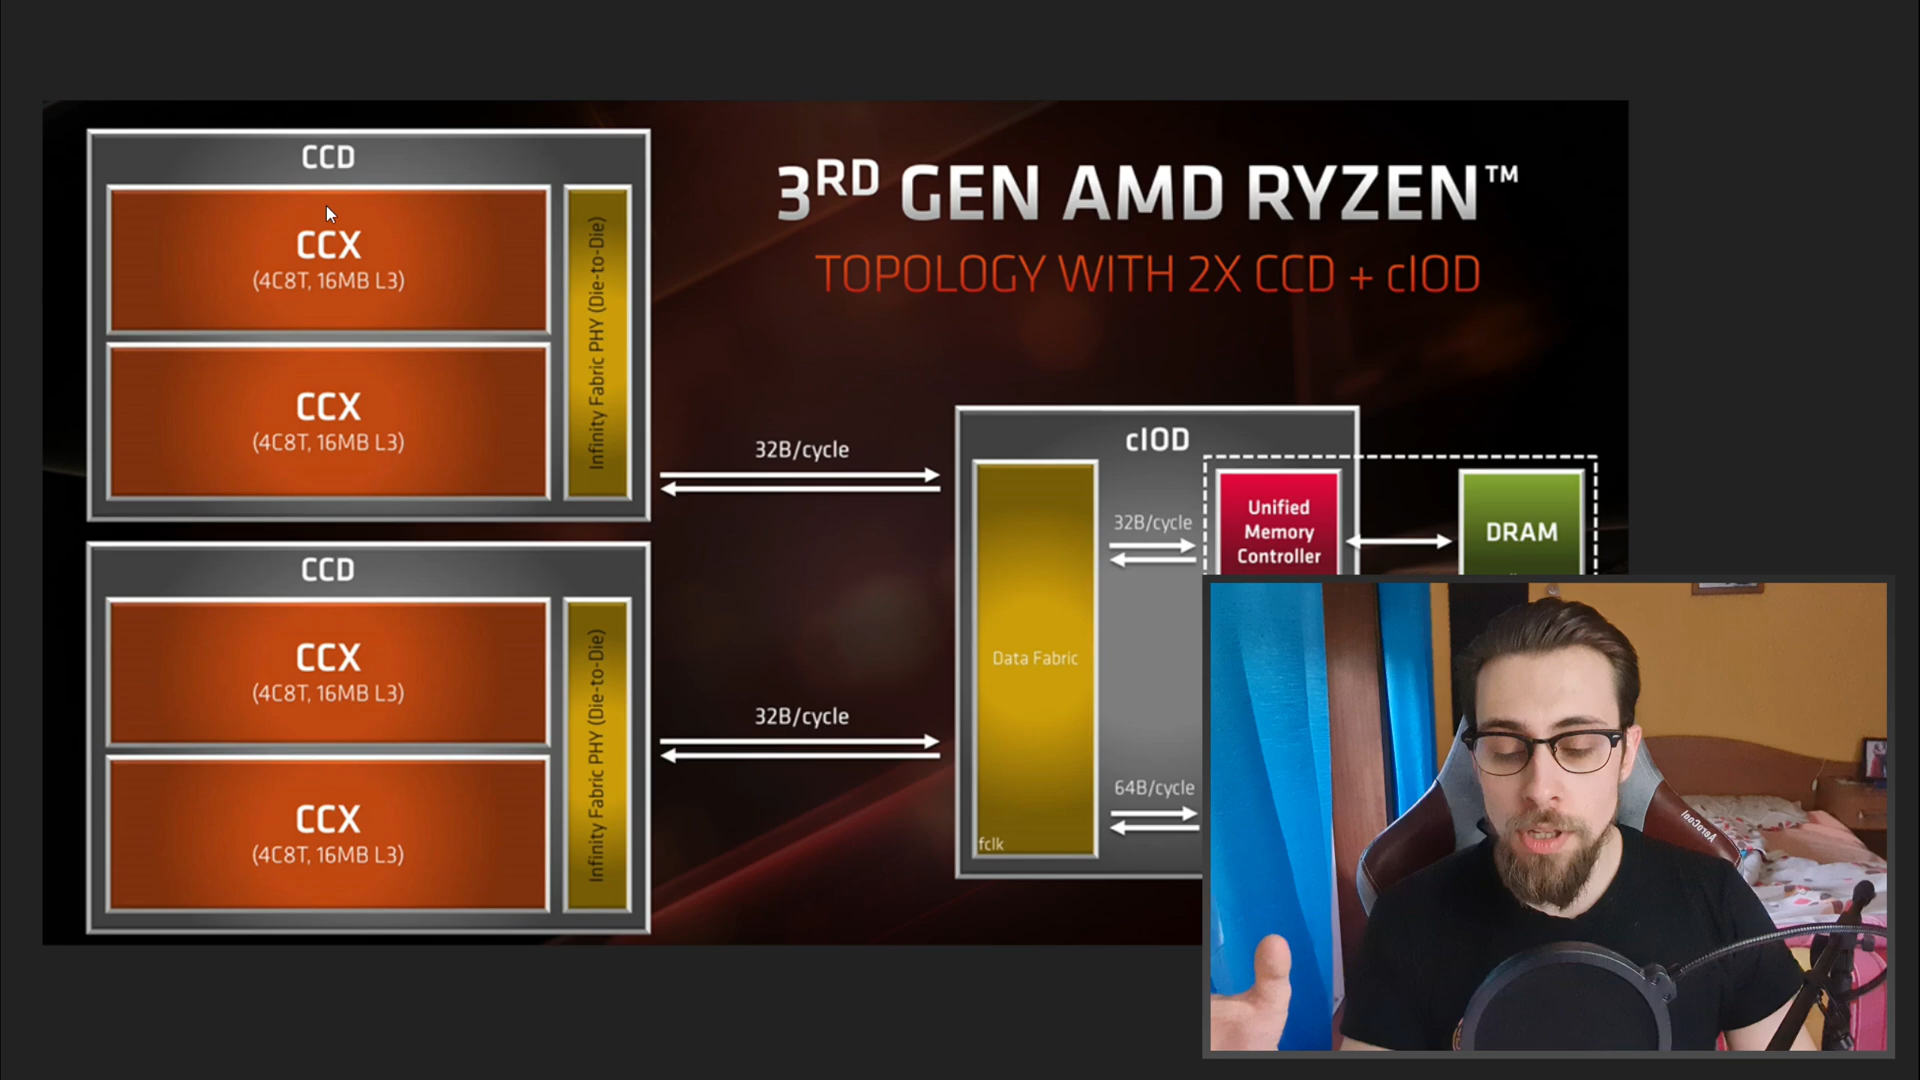 CCD
CCX
(4C8T, 16MB L3)
CCX
(4C8T, 16MB L3)
Infinity Fabric PHY (Die-to-Die)
3RD GEN AMD RYZEN™
TOPOLOGY WITH 2X CCD + cIOD
32B/cycle
CCD
CCX
(4C8T, 16MB L3)
CCX
(4C8T, 16MB L3)
Infinity Fabric PHY (Die-to-Die)
32B/cycle
cIOD
Data Fabric
fclk
32B/cycle
64B/cycle
Unified
Memory
Controller
DRAM
AeroCool